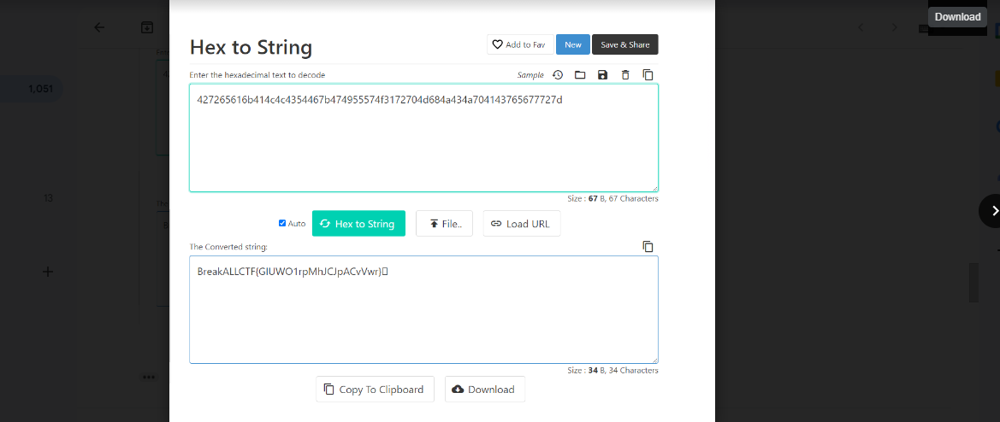 Download
1,051
13
Hex to String
Add to Fav
New
Save & Share
Enter the hexadecimal text to decode
Sample
427265616b414c4c4354467b474955574f3172704d684a434a704143765677727d
Size : 67 B, 67 Characters
Auto
Hex to String
File..
Load URL
The Converted string:
BreakALLCTF{GIUWO1rpMhJCJpACvVwr}
Size : 34 B, 34 Characters
Copy To Clipboard
Download